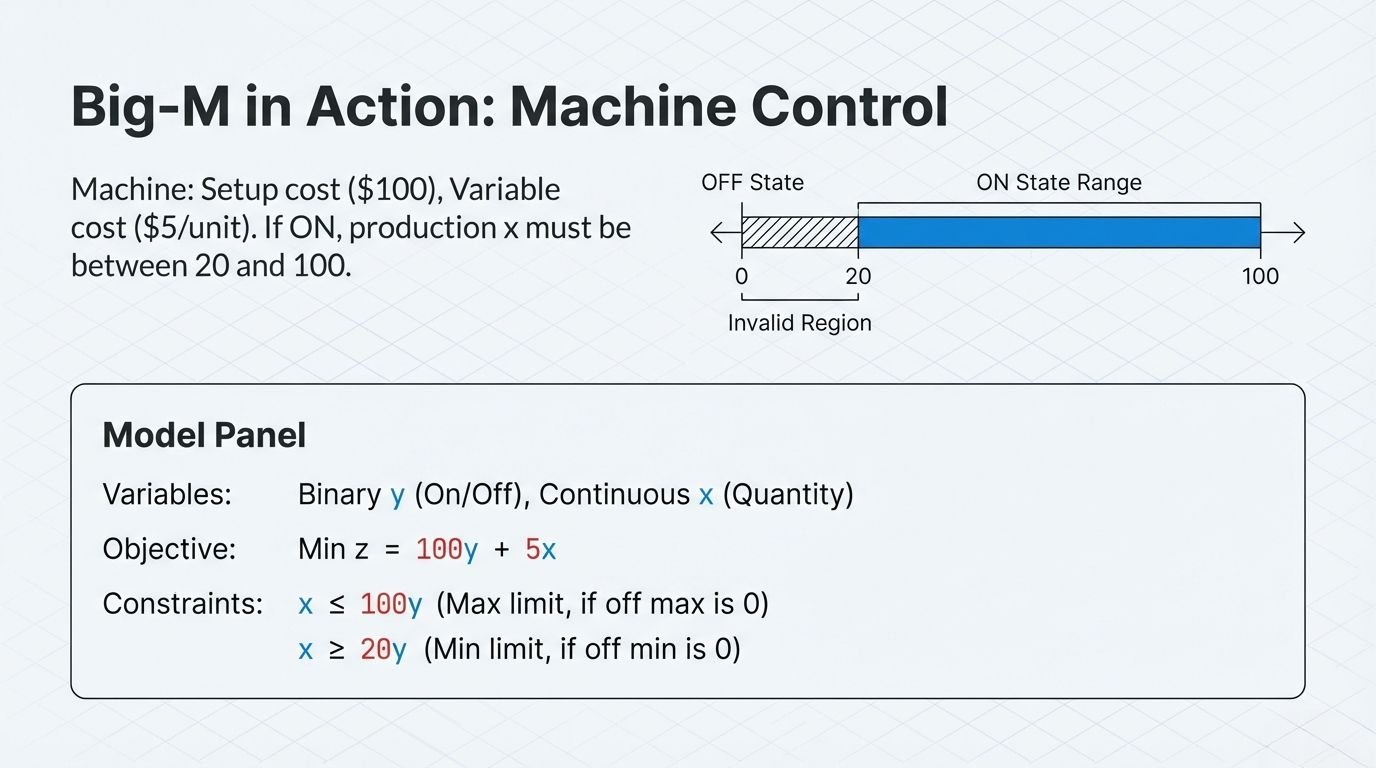 Big-M in Action: Machine Control
Machine: Setup cost ($100), Variable
cost ($5/unit). If ON, production x must be
between 20 and 100.
OFF State
ON State Range
0
20
100
Invalid Region
Model Panel
Variables: Binary y (On/Off), Continuous x (Quantity)
Objective: Min z = 100y + 5x
Constraints: x ≤ 100y (Max limit, if off max is 0)
x ≥ 20y (Min limit, if off min is 0)